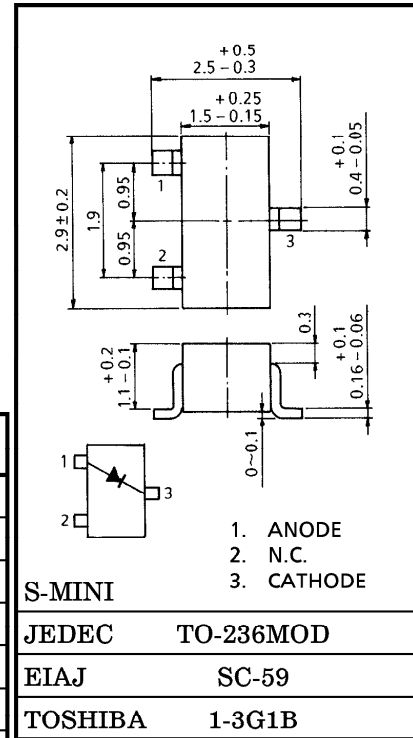 +0.5
2.5 – 0.3
+0.25
1.5 – 0.15
+0.1
0.4 – 0.05
2.9 ± 0.2
1.9
0.95
0.95
1
2
3
+0.2
1.1 – 0.1
0.3
+0.1
0.16 – 0.06
0~0.1
1
2
3
1. ANODE
2. N.C.
3. CATHODE
S-MINI
JEDEC TO-236MOD
EIAJ SC-59
TOSHIBA 1-3G1B